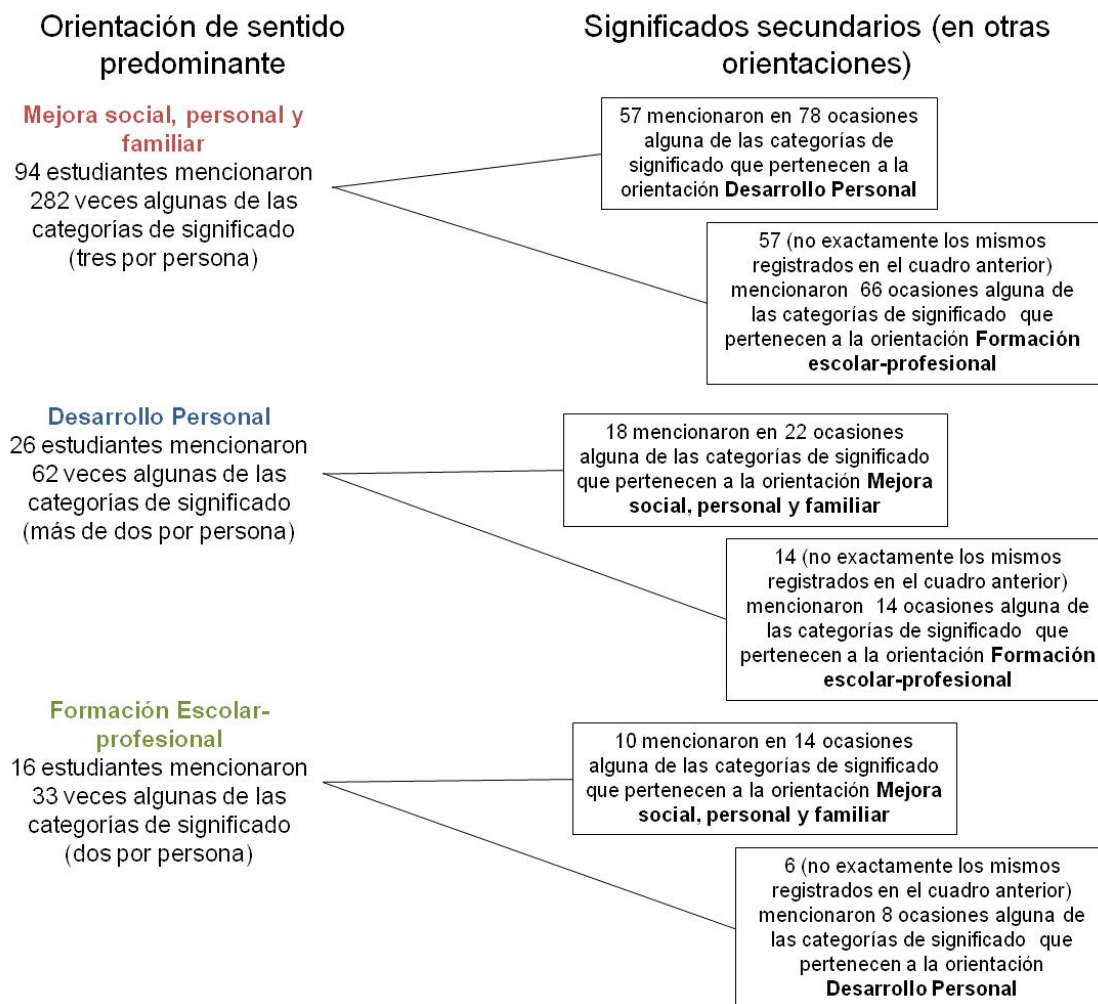 Orientación de sentido
predominante
Significados secundarios (en otras
orientaciones)
Mejora social, personal y
familiar
94 estudiantes mencionaron
282 veces algunas de las
categorías de significado
(tres por persona)
57 mencionaron en 78 ocasiones
alguna de las categorías de
significado que pertenecen a la
orientación Desarrollo Personal
57 (no exactamente los mismos
registrados en el cuadro anterior)
mencionaron 66 ocasiones alguna de
las categorías de significado que
pertenecen a la orientación Formación
escolar-profesional
Desarrollo Personal
26 estudiantes mencionaron
62 veces algunas de las
categorías de significado
(más de dos por persona)
18 mencionaron en 22 ocasiones
alguna de las categorías de significado
que pertenecen a la orientación Mejora
social, personal y familiar
14 (no exactamente los mismos
registrados en el cuadro anterior)
mencionaron 14 ocasiones alguna de
las categorías de significado que
pertenecen a la orientación Formación
escolar-profesional
Formación Escolar-
profesional
16 estudiantes mencionaron
33 veces algunas de las
categorías de significado
(dos por persona)
10 mencionaron en 14 ocasiones
alguna de las categorías de significado
que pertenecen a la orientación Mejora
social, personal y familiar
6 (no exactamente los mismos
registrados en el cuadro anterior)
mencionaron 8 ocasiones alguna de
las categorías de significado que
pertenecen a la orientación
Desarrollo Personal